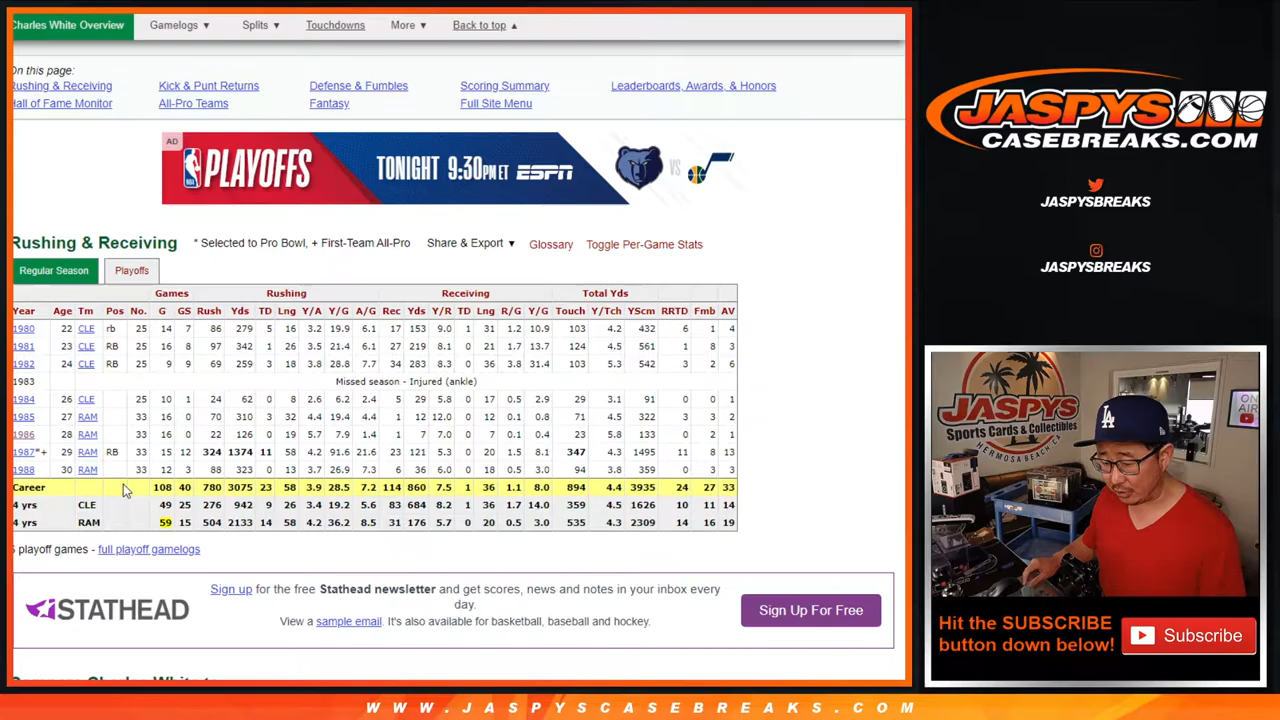 Charles White Overview Gamelogs ▼ Splits ▼ Touchdowns More ▼ Back to top ▲
On this page:
Rushing & Receiving Kick & Punt Returns Defense & Fumbles Scoring Summary Leaderboards, Awards, & Honors
Hall of Fame Monitor All-Pro Teams Fantasy Full Site Menu
AD
NBA PLAYOFFS TONIGHT 9:30PM ET ESPN VS
Rushing & Receiving * Selected to Pro Bowl, + First-Team All-Pro Share & Export ▼ Glossary Toggle Per-Game Stats
Regular Season Playoffs
Games Rushing Receiving Total Yds
Year Age Tm Pos No. G GS Rush Yds TD Lng Y/A Y/G A/G Rec Yds Y/R TD Lng R/G Y/G Touch Y/Tch YScm RRTD Fmb AV
1980 22 CLE rb 25 14 7 86 279 5 16 3.2 19.9 6.1 17 153 9.0 1 31 1.2 10.9 103 4.2 432 6 1 4
1981 23 CLE RB 25 16 8 97 342 1 26 3.5 21.4 6.1 27 219 8.1 0 21 1.7 13.7 124 4.5 561 1 8 3
1982 24 CLE RB 25 9 9 69 259 3 18 3.8 28.8 7.7 34 283 8.3 0 36 3.8 31.4 103 5.3 542 3 2 6
1983 Missed season - Injured (ankle)
1984 26 CLE 25 10 1 24 62 0 8 2.6 6.2 2.4 5 29 5.8 0 17 0.5 2.9 29 3.1 91 0 0 1
1985 27 RAM 33 16 0 70 310 3 32 4.4 19.4 4.4 1 12 12.0 0 12 0.1 0.8 71 4.5 322 3 3 2
1986 28 RAM 33 16 0 22 126 0 19 5.7 7.9 1.4 1 7 7.0 0 7 0.1 0.4 23 5.8 133 0 2 1
1987*+ 29 RAM RB 33 15 12 324 1374 11 58 4.2 91.6 21.6 23 121 5.3 0 20 1.5 8.1 347 4.3 1495 11 8 13
1988 30 RAM 33 12 3 88 323 0 13 3.7 26.9 7.3 6 36 6.0 0 18 0.5 3.0 94 3.8 359 0 3 3
Career 108 40 780 3075 23 58 3.9 28.5 7.2 114 860 7.5 1 36 1.1 8.0 894 4.4 3935 24 27 33
4 yrs CLE 49 25 276 942 9 26 3.4 19.2 5.6 83 684 8.2 1 36 1.7 14.0 359 4.5 1626 10 11 14
4 yrs RAM 59 15 504 2133 14 58 4.2 36.2 8.5 31 176 5.7 0 20 0.5 3.0 535 4.3 2309 14 16 19
playoff games - full playoff gamelogs
STATHEAD
Sign up for the free Stathead newsletter and get scores, news and notes in your inbox every
day.
View a sample email. It's also available for basketball, baseball and hockey.
Sign Up For Free
JASPYS
CASEBREAKS.COM
JASPYSBREAKS
JASPYSBREAKS
JASPYS
Sports Cards & Collectibles
HERMOSA BEACH, CA
ON AIR
LA
Hit the SUBSCRIBE
button down below!
Subscribe
WWW.JASPYSCASEBREAKS.COM